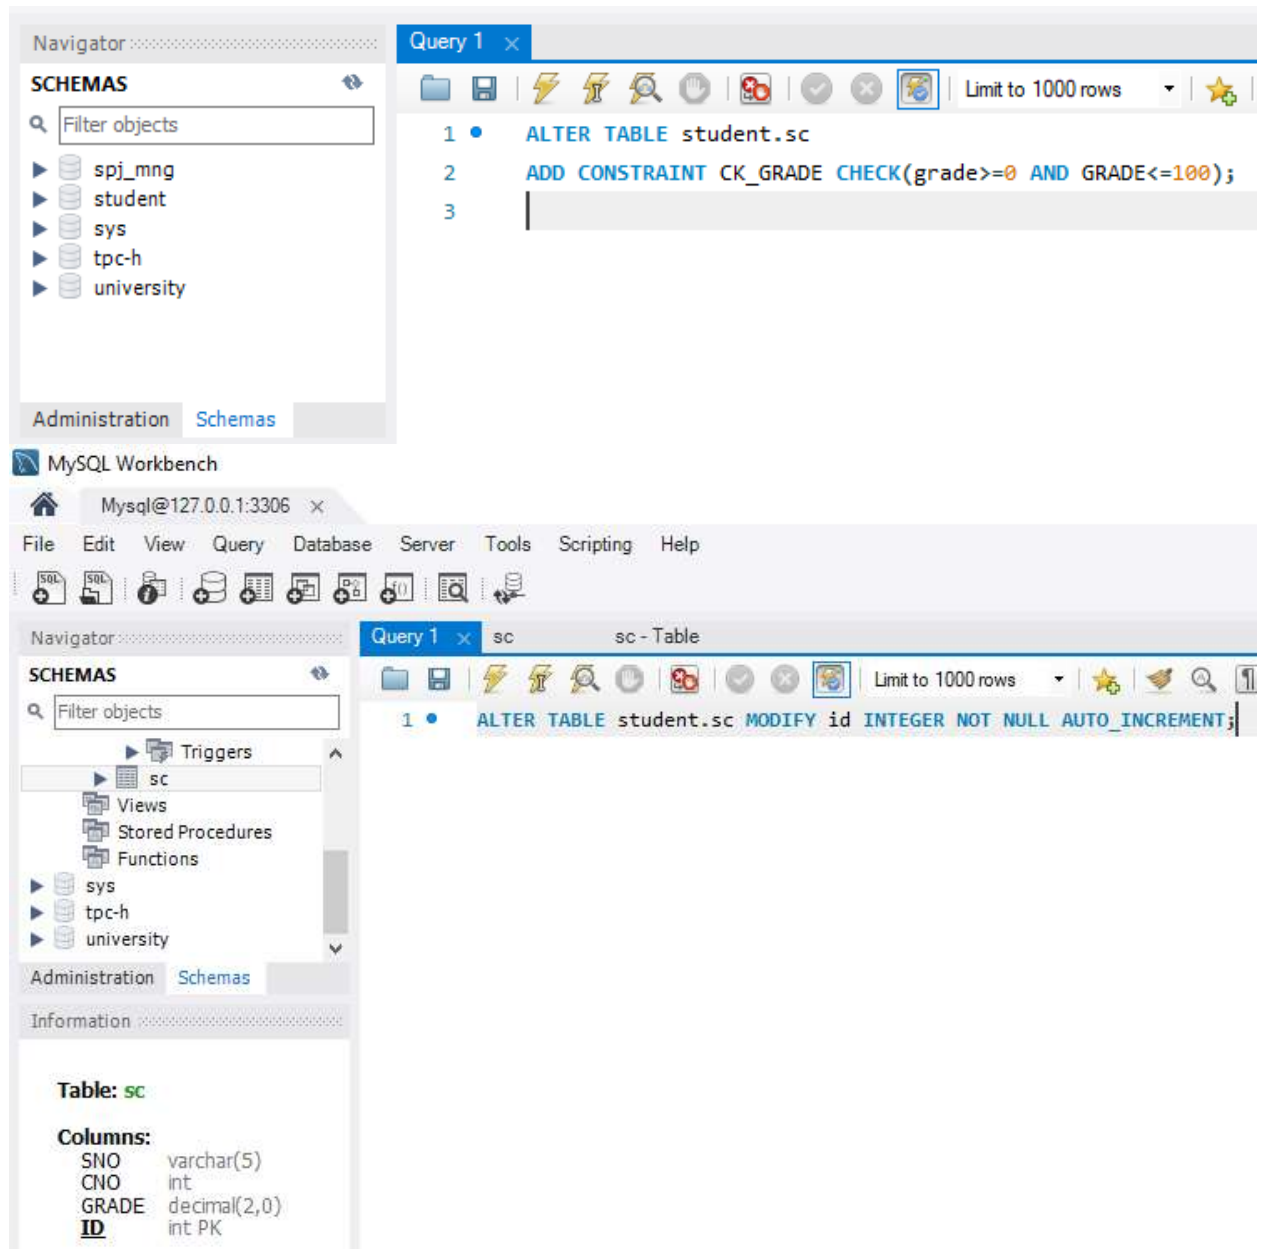 Navigator
Query 1
SCHEMAS
Limit to 1000 rows
Filter objects
1 ALTER TABLE student.sc
2 ADD CONSTRAINT CK_GRADE CHECK(grade>=0 AND GRADE<=100);
3
spj_mng
student
sys
tpc-h
university
Administration Schemas
MySQL Workbench
Mysql@127.0.0.1:3306
File Edit View Query Database Server Tools Scripting Help
Navigator
Query 1 sc sc - Table
SCHEMAS
Limit to 1000 rows
Filter objects
1 ALTER TABLE student.sc MODIFY id INTEGER NOT NULL AUTO_INCREMENT;
Triggers
sc
Views
Stored Procedures
Functions
sys
tpc-h
university
Administration Schemas
Information
Table: sc
Columns:
SNO varchar(5)
CNO int
GRADE decimal(2,0)
ID int PK